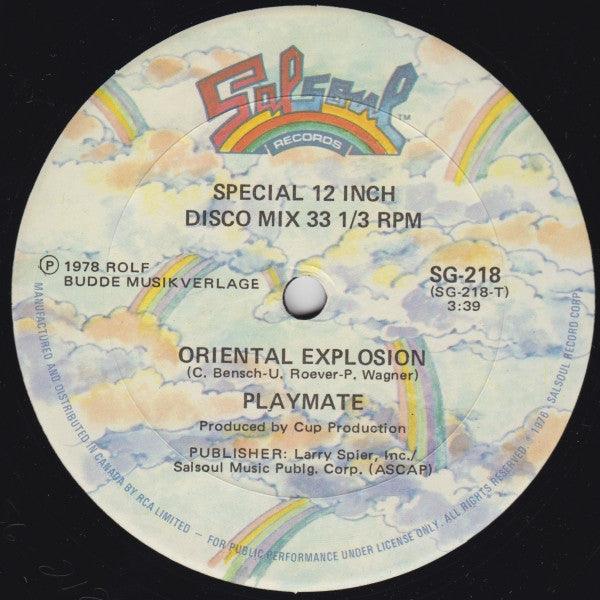 Salsoul TM
RECORDS
SPECIAL 12 INCH
DISCO MIX 33 1/3 RPM
℗ 1978 ROLF
BUDDE MUSIKVERLAGE
SG-218
(SG-218-T)
3:39
ORIENTAL EXPLOSION
(C. Bensch-U. Roever-P. Wagner)
PLAYMATE
Produced by Cup Production
PUBLISHER: Larry Spier, Inc./
Salsoul Music Publg. Corp. (ASCAP)
MANUFACTURED AND DISTRIBUTED IN CANADA BY RCA LIMITED – FOR PUBLIC PERFORMANCE UNDER LICENSE ONLY. ALL RIGHTS RESERVED • 1978 · SALSOUL RECORD CORP.